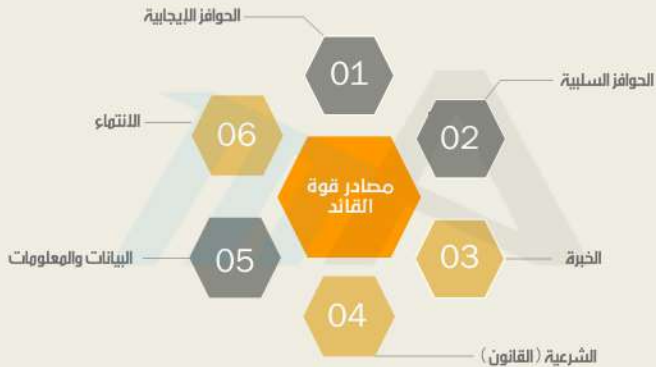 مصادر قوة
القائد
01
الحوافز الإيجابية
02
الحوافز السلبية
03
الخبرة
04
الشرعية (القانون)
05
البيانات والمعلومات
06
الانتماء